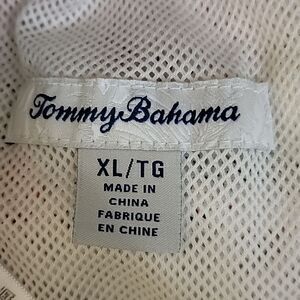 Tommy Bahama
XL/TG
MADE IN
CHINA
FABRIQUE
EN CHINE